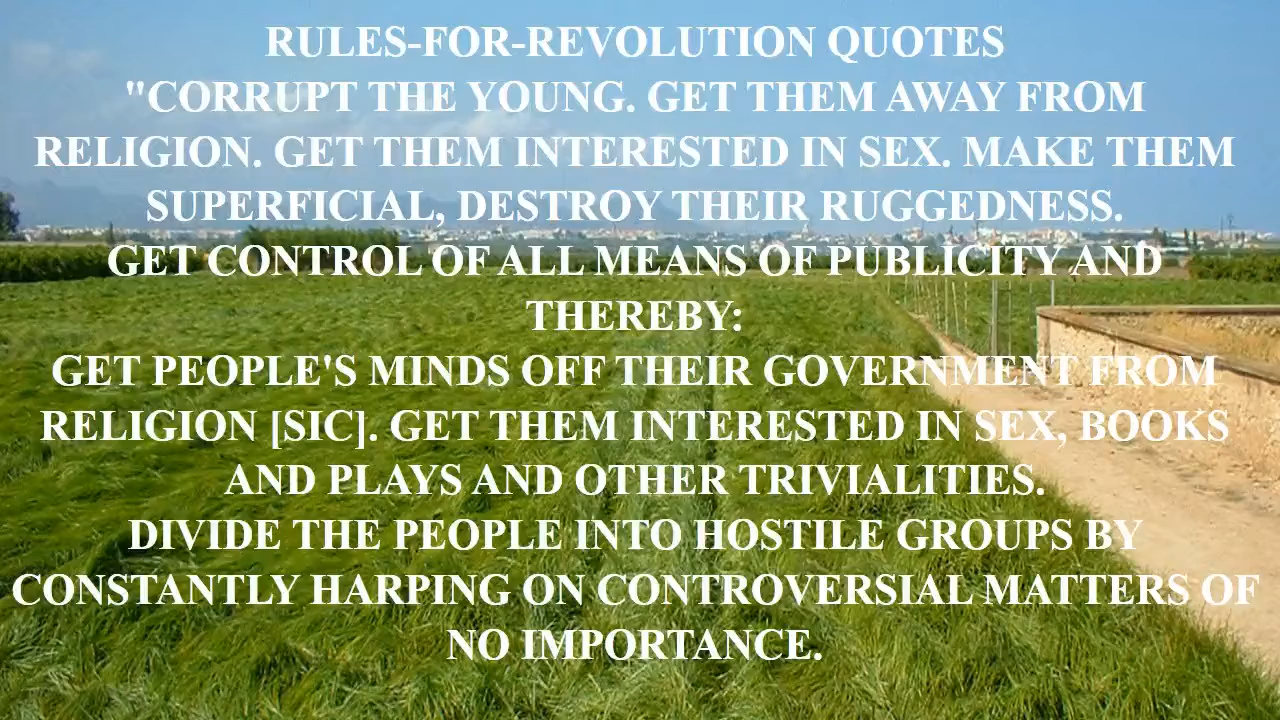 RULES-FOR-REVOLUTION QUOTES
"CORRUPT THE YOUNG. GET THEM AWAY FROM
RELIGION. GET THEM INTERESTED IN SEX. MAKE THEM
SUPERFICIAL, DESTROY THEIR RUGGEDNESS.
GET CONTROL OF ALL MEANS OF PUBLICITY AND
THEREBY:
GET PEOPLE'S MINDS OFF THEIR GOVERNMENT FROM
RELIGION [SIC]. GET THEM INTERESTED IN SEX, BOOKS
AND PLAYS AND OTHER TRIVIALITIES.
DIVIDE THE PEOPLE INTO HOSTILE GROUPS BY
CONSTANTLY HARPING ON CONTROVERSIAL MATTERS OF
NO IMPORTANCE.